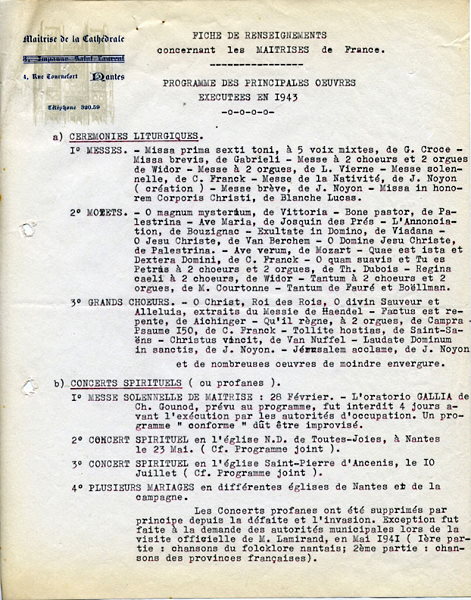 Maîtrise de la Cathédrale
3, Impasse Saint Laurent
4, Rue Tournefort Nantes
Téléphone 320.59
FICHE DE RENSEIGNEMENTS
concernant les MAITRISES de France.
-----------------
PROGRAMME DES PRINCIPALES OEUVRES
EXECUTEES EN 1943
-o-o-o-o-
a) CEREMONIES LITURGIQUES.
I° MESSES. - Missa prima sexti toni, à 5 voix mixtes, de G. Croce -
Missa brevis, de Gabrieli - Messe à 2 choeurs et 2 orgues
de Widor - Messe à 2 orgues, de L. Vierne - Messe solen-
nelle, de C. Franck - Messe de la Nativité, de J. Noyon
( création ) - Messe brève, de J. Noyon - Missa in hono-
rem Corporis Christi, de Blanche Lucas.
2° MOTETS. - O magnum mysterium, de Vittoria - Bone pastor, de Pa-
lestrina - Ave Maria, de Josquin des Prés - L'Annoncia-
tion, de Bouzignac - Exultate in Domino, de Viadana -
O Jesu Christe, de Van Berchem - O Domine Jesu Christe,
de Palestrina. - Ave verum, de Mozart - Quae est ista et
Dextera Domini, de C. Franck - O quam suavis et Tu es
Petrus à 2 choeurs et 2 orgues, de Th. Dubois - Regina
caeli à 2 choeurs, de Widor - Tantum à 2 choeurs et 2
orgues, de M. Courtonne - Tantum de Fauré et Boëllman.
3° GRANDS CHOEURS. - O Christ, Roi des Rois, O divin Sauveur et
Alleluia, extraits du Messie de Haendel - Factus est re-
pente, de Aichinger - Qu'il règne, à 2 orgues, de Campra -
Psaume I50, de C. Franck - Tollite hostias, de Saint-Sa-
ëns - Christus vincit, de Van Nuffel - Laudate Dominum
in sanctis, de J. Noyon. - Jérusalem acclame, de J. Noyon
et de nombreuses oeuvres de moindre envergure.
b) CONCERTS SPIRITUELS ( ou profanes ).
I° MESSE SOLENNELLE DE MAITRISE : 28 Février. - L'oratorio GALLIA de
Ch. Gounod, prévu au programme, fut interdit 4 jours a-
vant l'exécution par les autorités d'occupation. Un pro-
gramme " conforme " dût être improvisé.
2° CONCERT SPIRITUEL en l'église N.D. de Toutes-Joies, à Nantes
le 23 Mai. ( Cf. Programme joint ).
3° CONCERT SPIRITUEL en l'église Saint-Pierre d'Ancenis, le IO
Juillet ( Cf. Programme joint ).
4° PLUSIEURS MARIAGES en différentes églises de Nantes et de la
campagne.
Les Concerts profanes ont été supprimés par
principe depuis la défaite et l'invasion. Exception fut
faite à la demande des autorités municipales lors de la
visite officielle de M. Lamirand, en Mai I94I ( Ière par-
tie : chansons du folcklore nantais; 2ème partie : chan-
sons des provinces françaises).